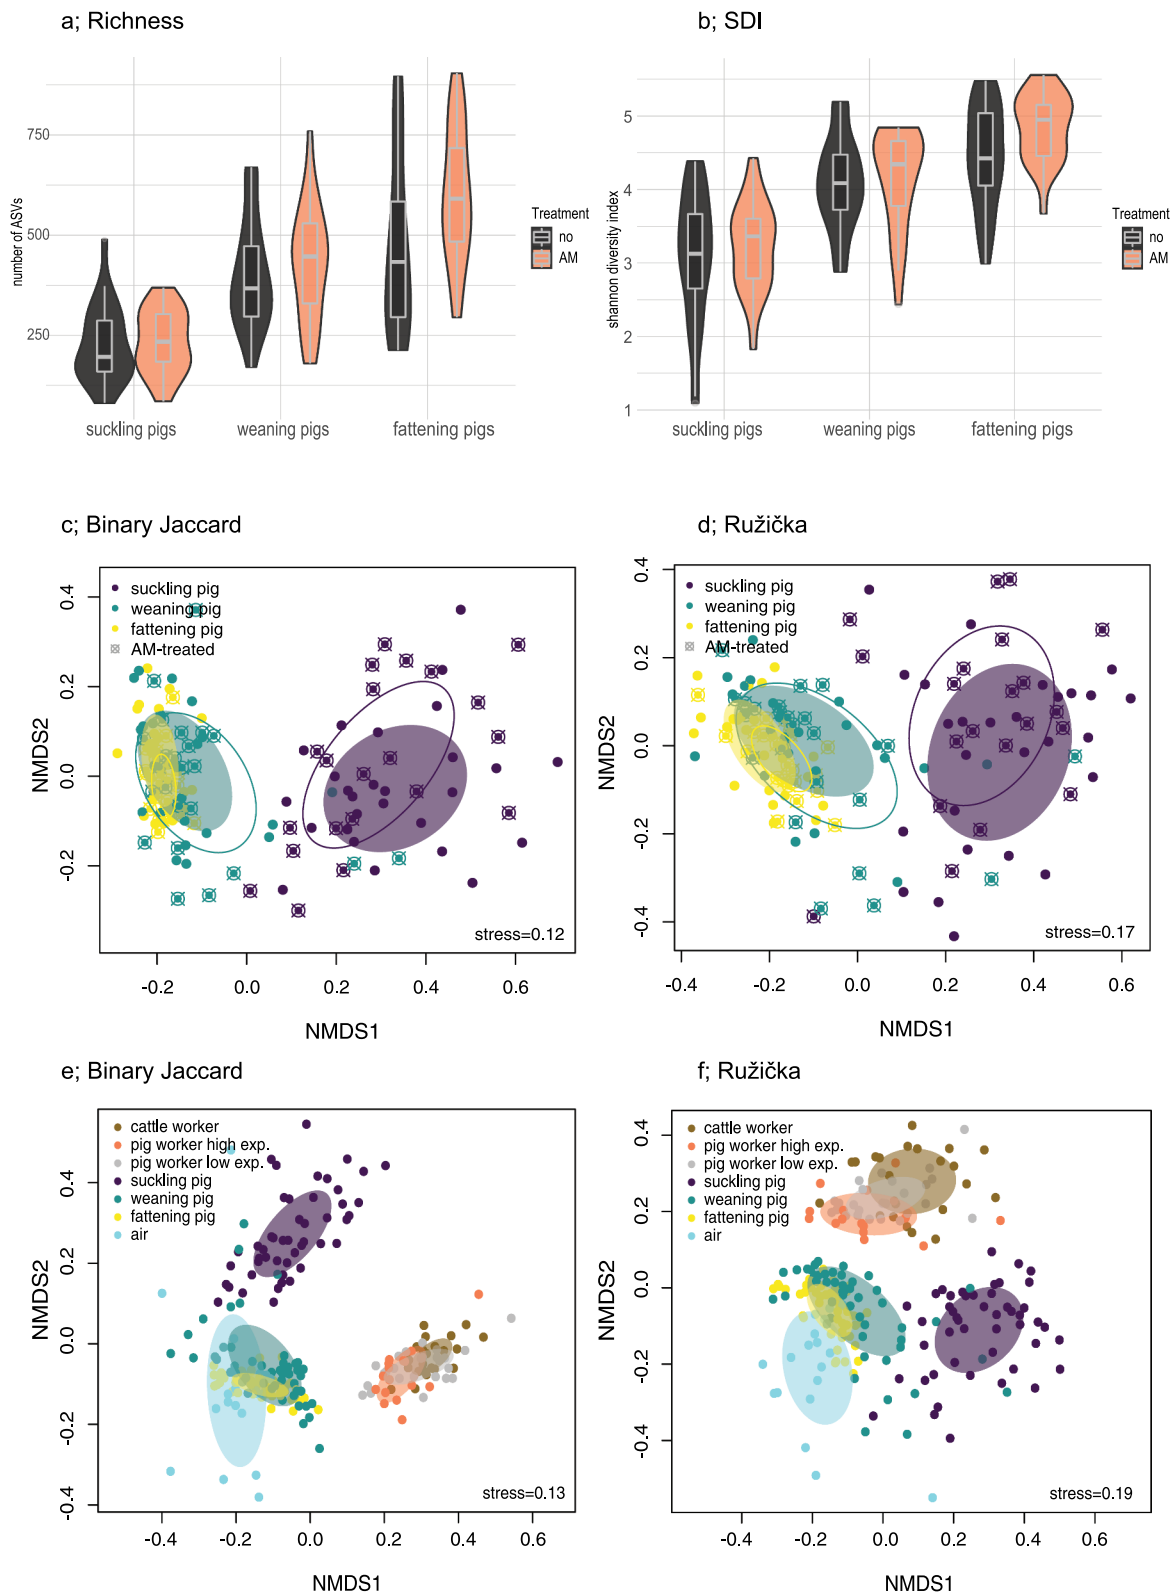 a; Richness
b; SDI
number of ASVs
750
500
250
suckling pigs
weaning pigs
fattening pigs
Treatment
no
AM
shannon diversity index
5
4
3
2
1
suckling pigs
weaning pigs
fattening pigs
Treatment
no
AM
c; Binary Jaccard
d; Ružička
suckling pig
weaning pig
fattening pig
AM-treated
NMDS2
0.4
0.2
0.0
-0.2
stress=0.12
-0.2
0.0
0.2
0.4
0.6
NMDS1
suckling pig
weaning pig
fattening pig
AM-treated
NMDS2
0.4
0.2
0.0
-0.2
-0.4
stress=0.17
-0.4
-0.2
0.0
0.2
0.4
0.6
NMDS1
e; Binary Jaccard
f; Ružička
cattle worker
pig worker high exp.
pig worker low exp.
suckling pig
weaning pig
fattening pig
air
NMDS2
0.4
0.2
0.0
-0.2
-0.4
stress=0.13
-0.4
-0.2
0.0
0.2
0.4
0.6
NMDS1
cattle worker
pig worker high exp.
pig worker low exp.
suckling pig
weaning pig
fattening pig
air
NMDS2
0.4
0.2
0.0
-0.2
-0.4
stress=0.19
-0.4
-0.2
0.0
0.2
0.4
0.6
NMDS1